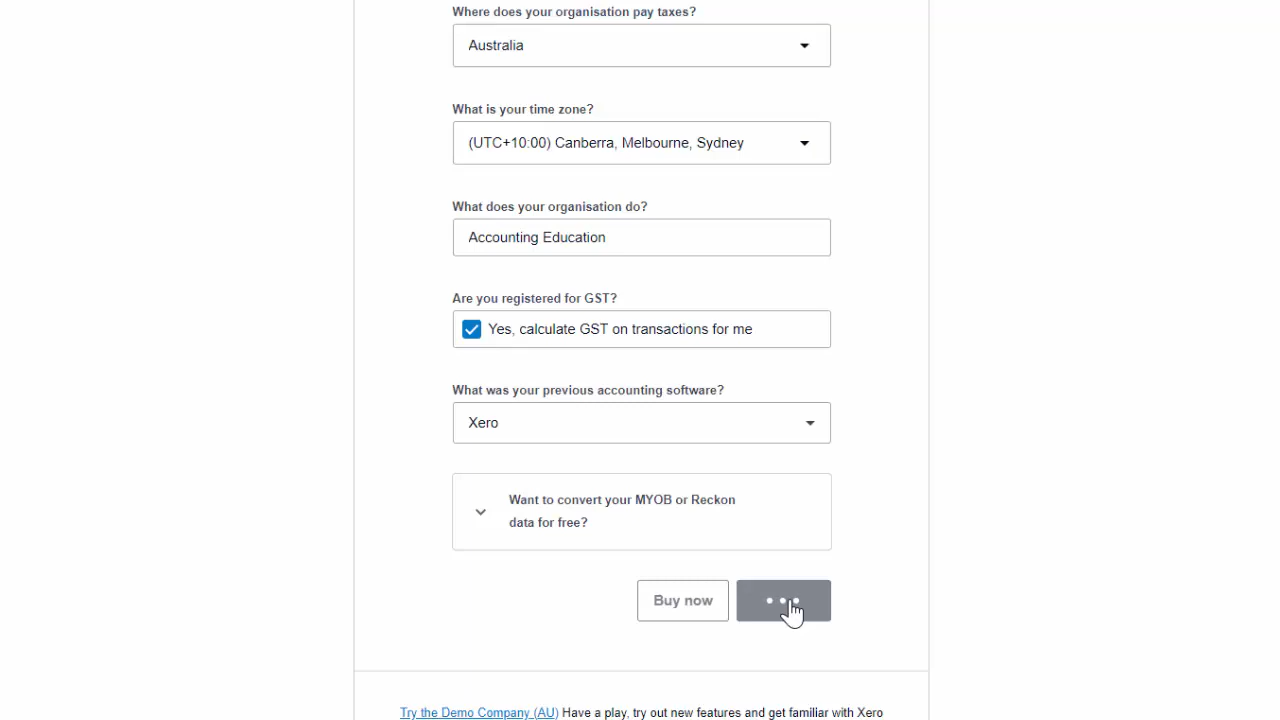 Where does your organisation pay taxes?
Australia
What is your time zone?
(UTC+10:00) Canberra, Melbourne, Sydney
What does your organisation do?
Accounting Education
Are you registered for GST?
Yes, calculate GST on transactions for me
What was your previous accounting software?
Xero
Want to convert your MYOB or Reckon
data for free?
Buy now
Try the Demo Company (AU) Have a play, try out new features and get familiar with Xero